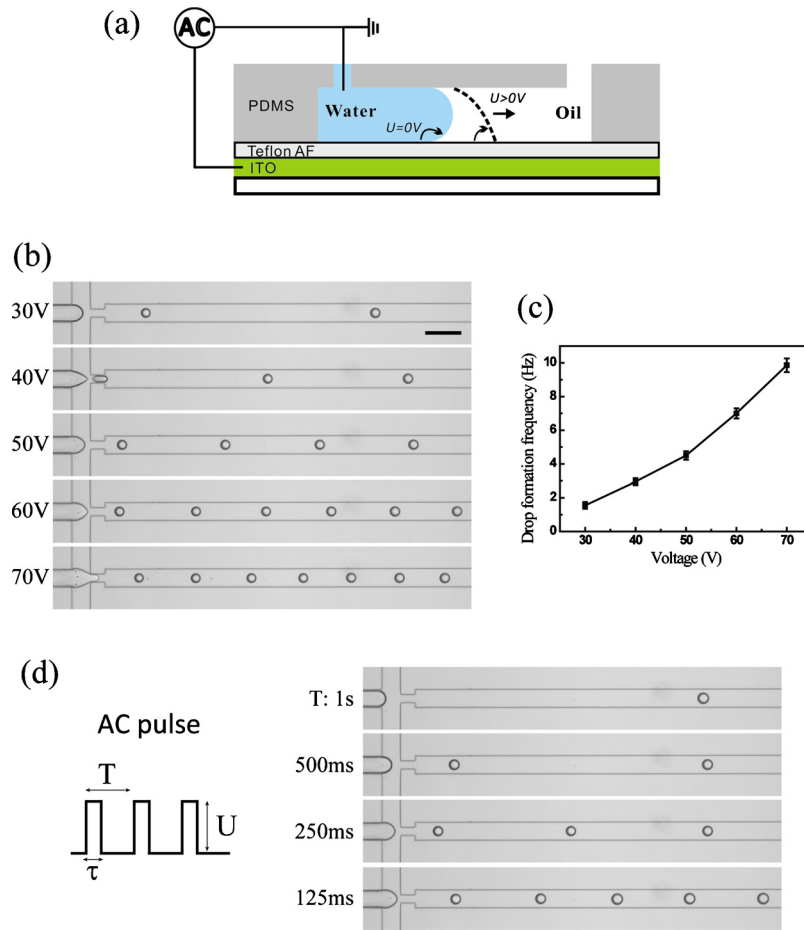 (a)
AC
PDMS
Water
U=0V
U>0V
Oil
Teflon AF
ITO
(b)
30V
40V
50V
60V
70V
(c)
Drop formation frequency (Hz)
10
8
6
4
2
0
30 40 50 60 70
Voltage (V)
(d)
AC pulse
T
U
τ
T: 1s
500ms
250ms
125ms